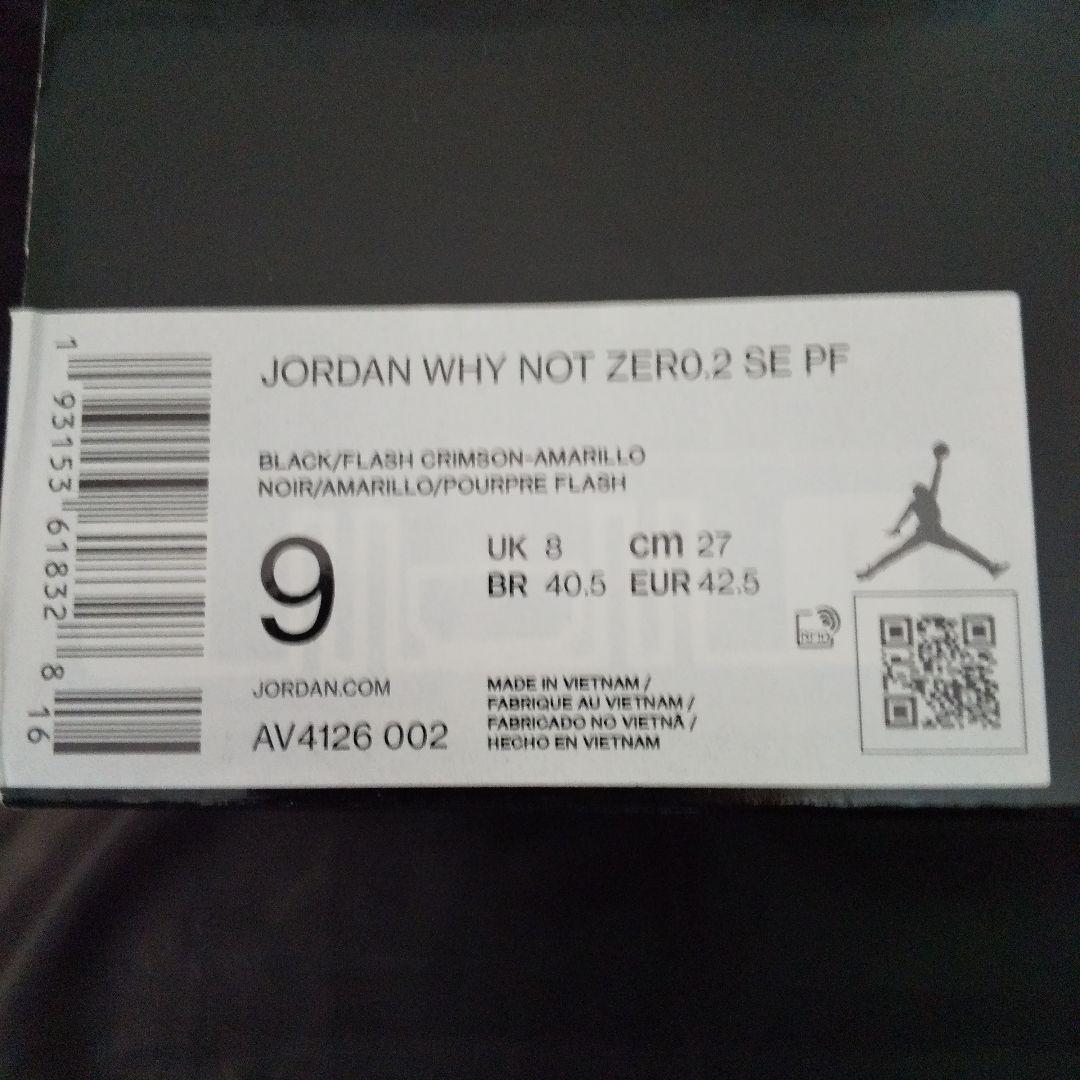 JORDAN WHY NOT ZER0.2 SE PF
BLACK/FLASH CRIMSON-AMARILLO
NOIR/AMARILLO/POURPRE FLASH
9
UK 8 cm 27
BR 40.5 EUR 42.5
RFID
JORDAN.COM
AV4126 002
MADE IN VIETNAM /
FABRIQUE AU VIETNAM /
FABRICADO NO VIETNÃ /
HECHO EN VIETNAM
1 93153 61832 8 16